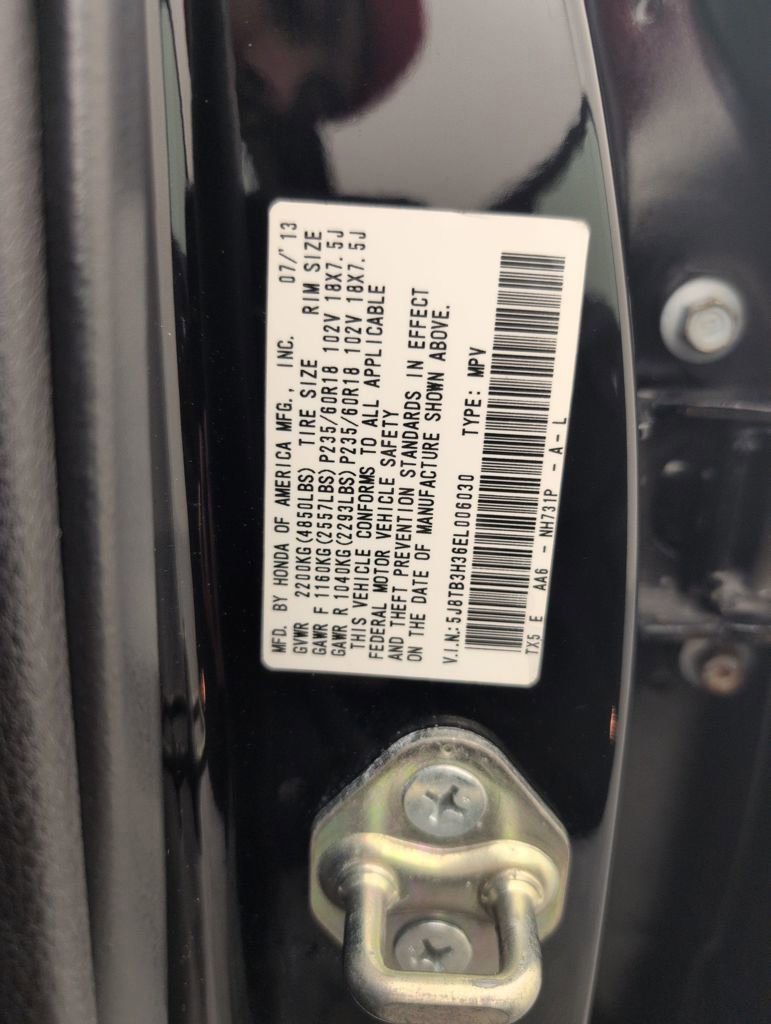 MFD. BY HONDA OF AMERICA MFG., INC. 07/'13
GVWR 2200KG(4850LBS) TIRE SIZE RIM SIZE
GAWR F 1160KG(2557LBS) P235/60R18 102V 18X7.5J
GAWR R 1040KG(2293LBS) P235/60R18 102V 18X7.5J
THIS VEHICLE CONFORMS TO ALL APPLICABLE
FEDERAL MOTOR VEHICLE SAFETY
AND THEFT PREVENTION STANDARDS IN EFFECT
ON THE DATE OF MANUFACTURE SHOWN ABOVE.
V.I.N.:5J8TB3H36EL006030 TYPE: MPV
TX5 E AA6 - NH731P - A- L